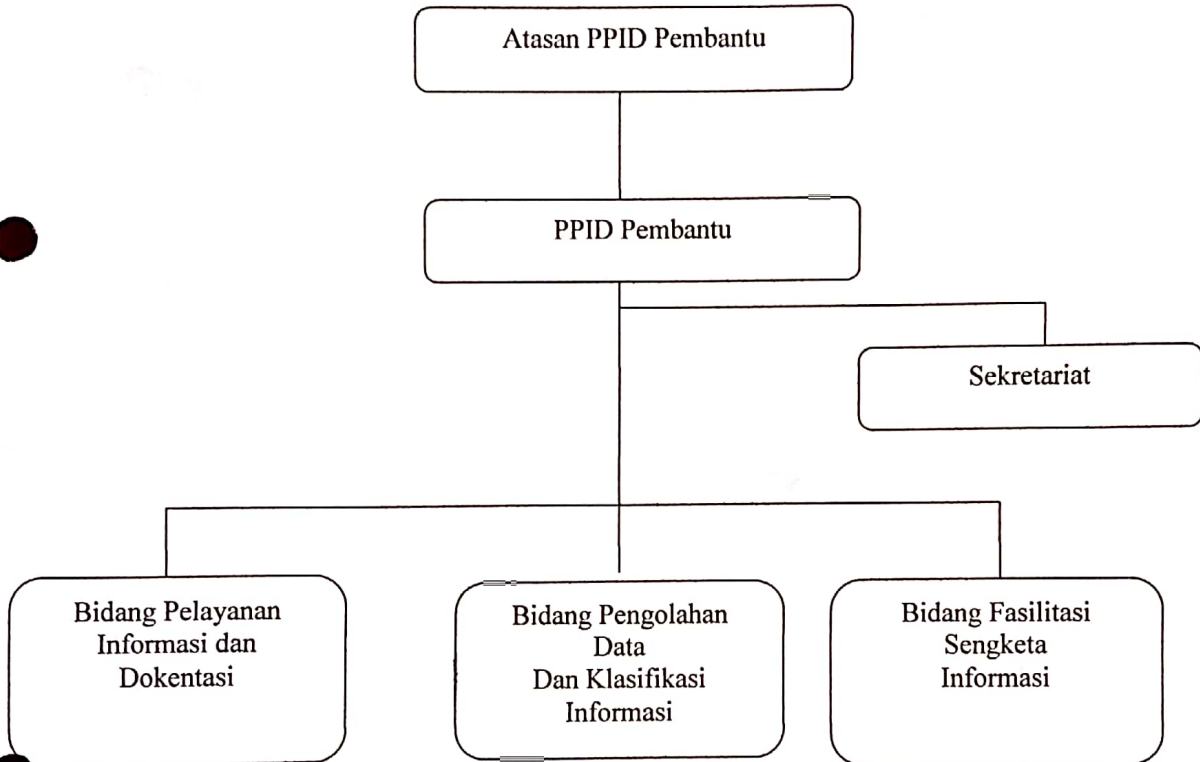 Atasan PPID Pembantu
PPID Pembantu
Sekretariat
Bidang Pelayanan
Informasi dan
Dokentasi
Bidang Pengolahan
Data
Dan Klasifikasi
Informasi
Bidang Fasilitasi
Sengketa
Informasi